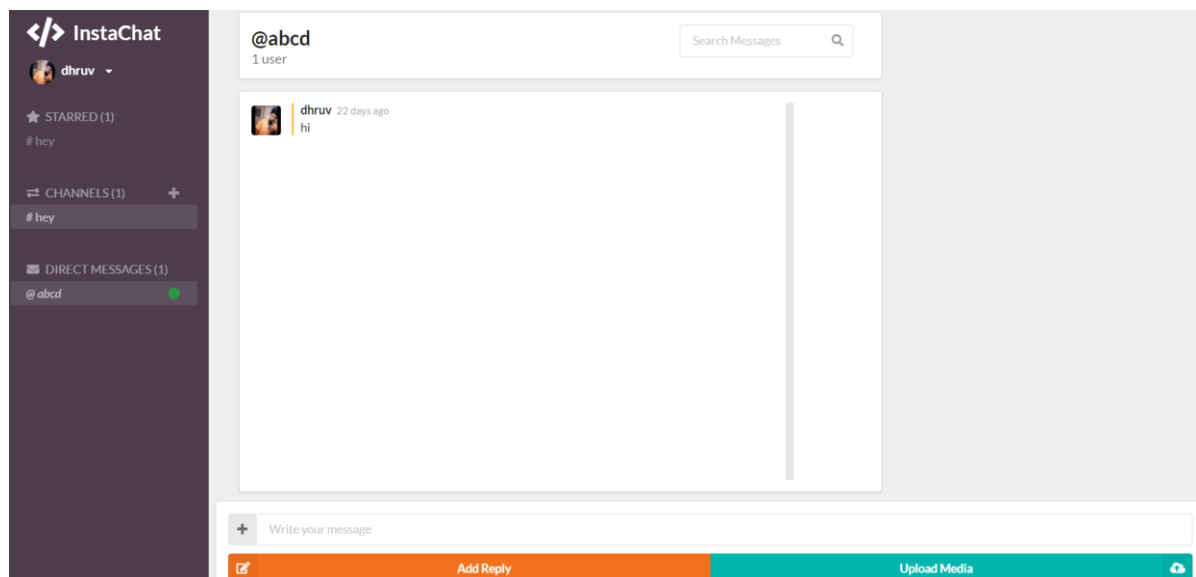 </> InstaChat
dhruv
STARRED (1)
# hey
CHANNELS (1) +
# hey
DIRECT MESSAGES (1)
@ abcd
@abcd
1 user
Search Messages
dhruv 22 days ago
hi
+ Write your message
Add Reply
Upload Media